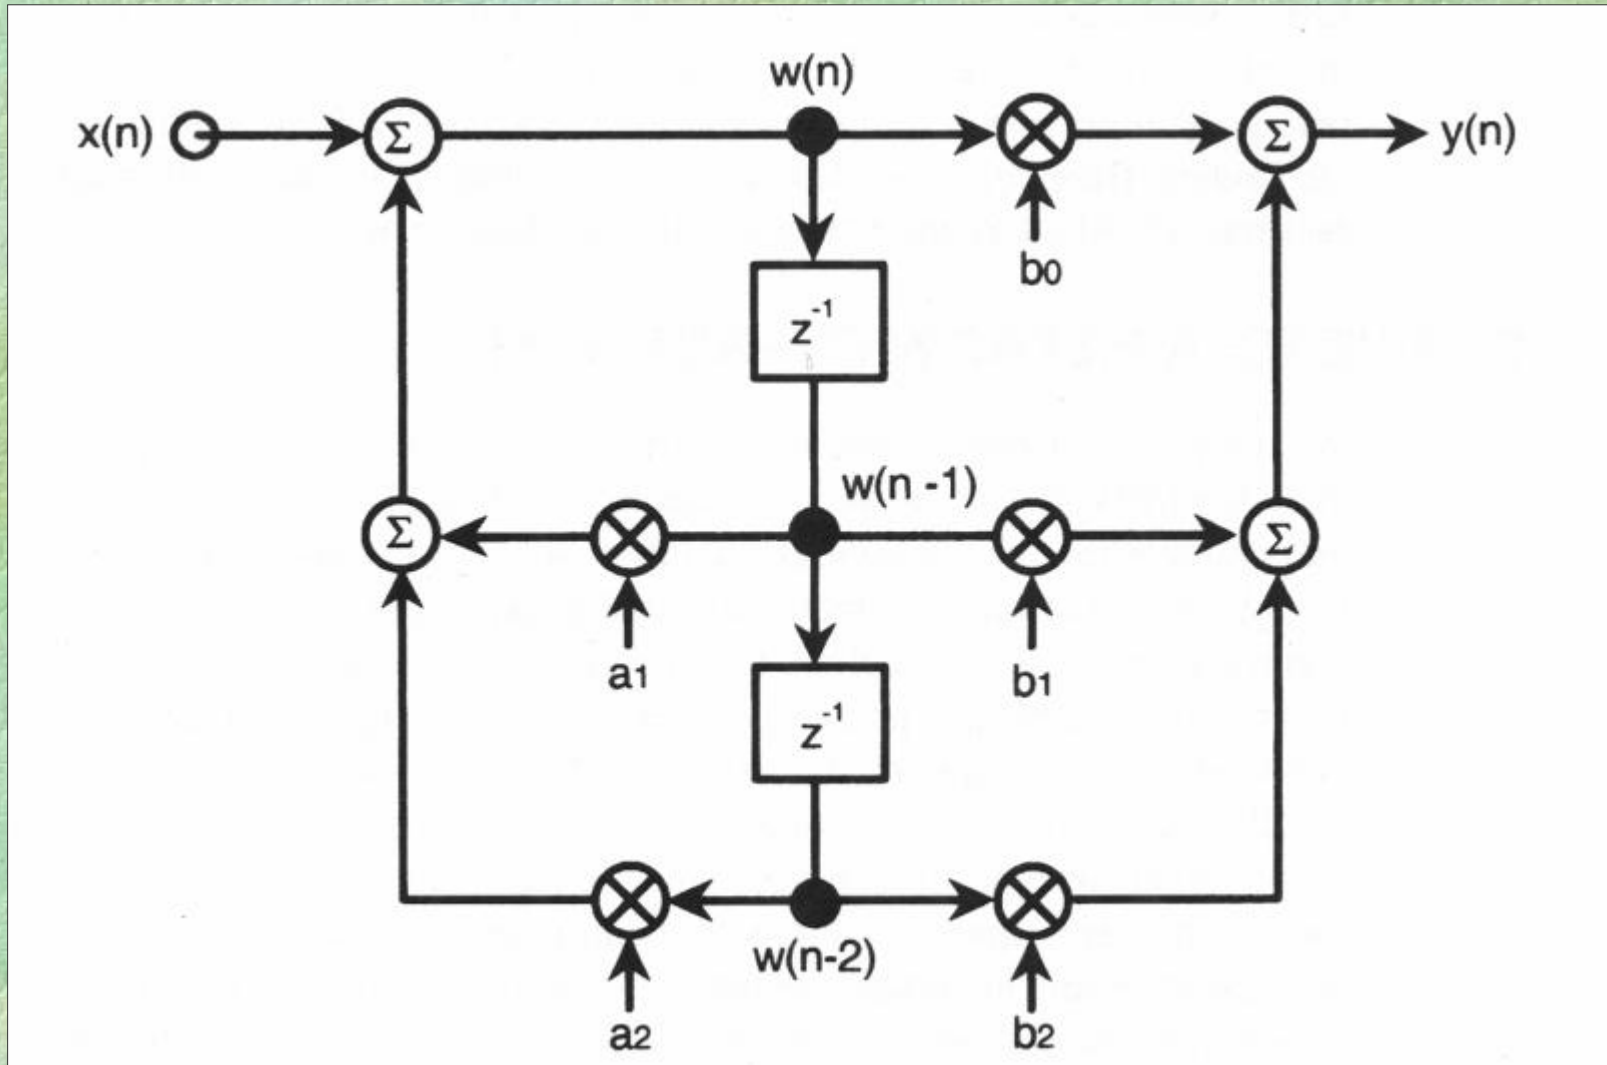 w(n)
x(n) Σ Σ y(n)
b0
z-1
w(n -1)
Σ Σ
a1 b1
z-1
w(n-2)
a2 b2